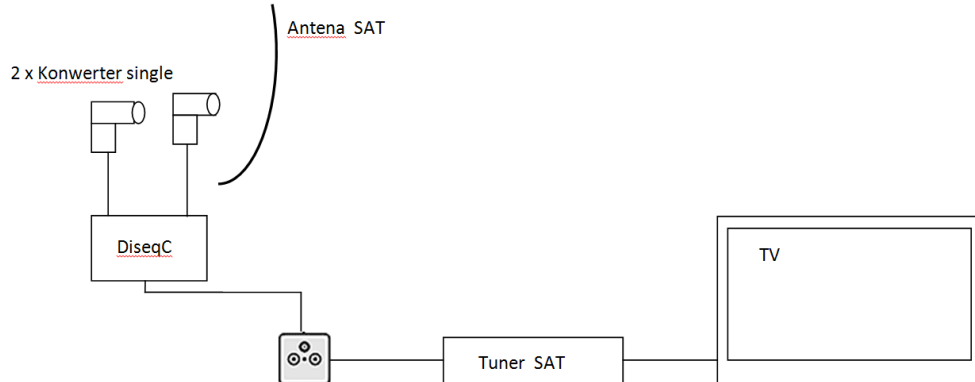 Antena SAT
2 x Konwerter single
DiseqC
TV
Tuner SAT